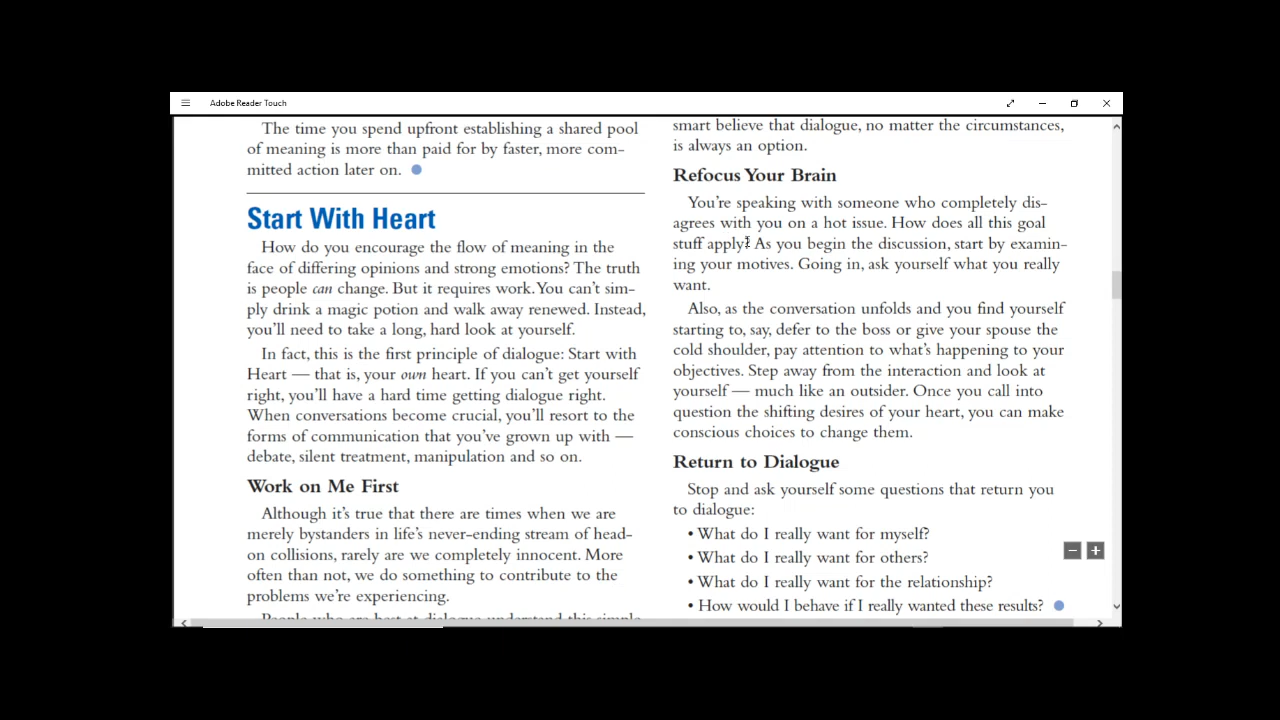 Adobe Reader Touch
The time you spend upfront establishing a shared pool
of meaning is more than paid for by faster, more com-
mitted action later on.
Start With Heart
How do you encourage the flow of meaning in the
face of differing opinions and strong emotions? The truth
is people can change. But it requires work. You can't sim-
ply drink a magic potion and walk away renewed. Instead,
you'll need to take a long, hard look at yourself.
In fact, this is the first principle of dialogue: Start with
Heart — that is, your own heart. If you can't get yourself
right, you'll have a hard time getting dialogue right.
When conversations become crucial, you'll resort to the
forms of communication that you've grown up with —
debate, silent treatment, manipulation and so on.
Work on Me First
Although it's true that there are times when we are
merely bystanders in life's never-ending stream of head-
on collisions, rarely are we completely innocent. More
often than not, we do something to contribute to the
problems we're experiencing.
People who are best at dialogue understand this simple
smart believe that dialogue, no matter the circumstances,
is always an option.
Refocus Your Brain
You're speaking with someone who completely dis-
agrees with you on a hot issue. How does all this goal
stuff apply? As you begin the discussion, start by examin-
ing your motives. Going in, ask yourself what you really
want.
Also, as the conversation unfolds and you find yourself
starting to, say, defer to the boss or give your spouse the
cold shoulder, pay attention to what's happening to your
objectives. Step away from the interaction and look at
yourself — much like an outsider. Once you call into
question the shifting desires of your heart, you can make
conscious choices to change them.
Return to Dialogue
Stop and ask yourself some questions that return you
to dialogue:
• What do I really want for myself?
• What do I really want for others?
• What do I really want for the relationship?
• How would I behave if I really wanted these results?